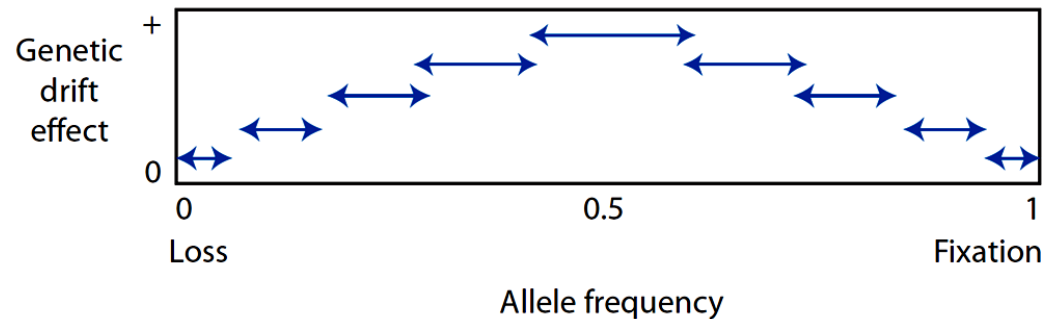 +
Genetic
drift
effect
0
0 0.5 1
Loss Fixation
Allele frequency